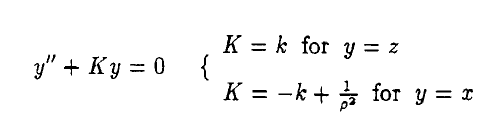 K = k for y = z
y'' + Ky = 0 {
K = -k + 1/ρ² for y = x